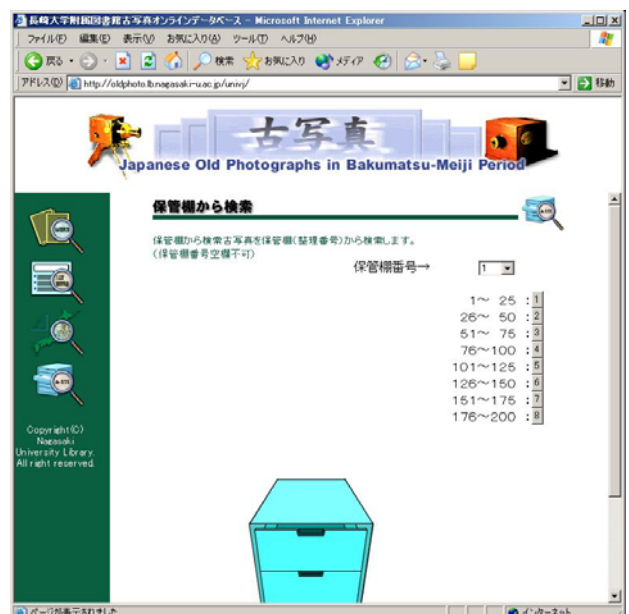 長崎大学附属図書館古写真オンラインデータベース - Microsoft Internet Explorer
ファイル(F) 編集(E) 表示(V) お気に入り(A) ツール(T) ヘルプ(H)
戻る 検索 お気に入り メディア
アドレス(D) http://oldphoto.lb.nagasaki-u.ac.jp/univj/ 移動
古写真
Japanese Old Photographs in Bakumatsu-Meiji Period
保管棚から検索
保管棚から検索古写真を保管棚(整理番号)から検索します。
(保管棚番号空欄不可)
保管棚番号→ 1
1～ 25 :1
26～ 50 :2
51～ 75 :3
76～100 :4
101～125 :5
126～150 :6
151～175 :7
176～200 :8
Copyright(C)
Nagasaki
University Library.
All right reserved.
ページが表示されました
インターネット